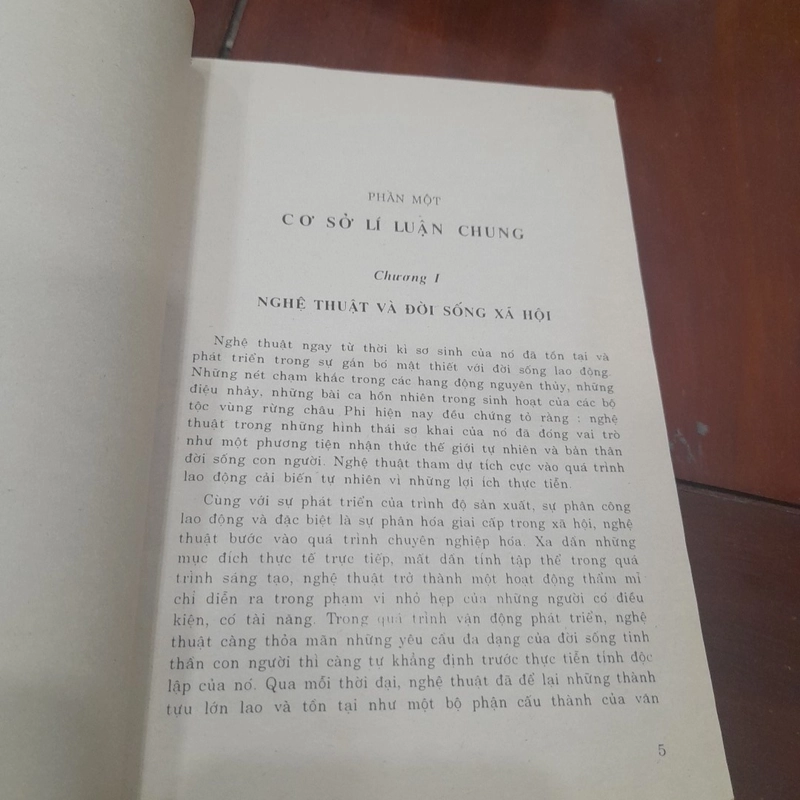 PHẦN MỘT
CƠ SỞ LÍ LUẬN CHUNG
Chương I
NGHỆ THUẬT VÀ ĐỜI SỐNG XÃ HỘI
Nghệ thuật ngay từ thời kì sơ sinh của nó đã tồn tại và
phát triển trong sự gắn bó mật thiết với đời sống lao động.
Những nét chạm khắc trong các hang động nguyên thủy, những
điệu nhảy, những bài ca hồn nhiên trong sinh hoạt của các bộ
tộc vùng rừng châu Phi hiện nay đều chứng tỏ rằng : nghệ
thuật trong những hình thái sơ khai của nó đã đóng vai trò
như một phương tiện nhận thức thế giới tự nhiên và bản thân
đời sống con người. Nghệ thuật tham dự tích cực vào quá trình
lao động cải biến tự nhiên vì những lợi ích thực tiễn.
Cùng với sự phát triển của trình độ sản xuất, sự phân công
lao động và đặc biệt là sự phân hóa giai cấp trong xã hội, nghệ
thuật bước vào quá trình chuyên nghiệp hóa. Xa dần những
mục đích thực tế trực tiếp, mất dần tính tập thể trong quá
trình sáng tạo, nghệ thuật trở thành một hoạt động thẩm mĩ
chỉ diễn ra trong phạm vi nhỏ hẹp của những người có điều
kiện, có tài năng. Trong quá trình vận động phát triển, nghệ
thuật càng thỏa mãn những yêu cầu đa dạng của đời sống tinh
thần con người thì càng tự khẳng định trước thực tiễn tính độc
lập của nó. Qua mỗi thời đại, nghệ thuật đã để lại những thành
tựu lớn lao và tồn tại như một bộ phận cấu thành của văn
5